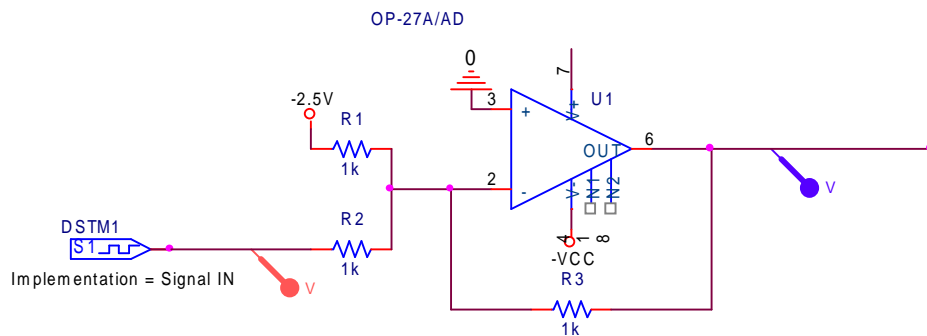 OP-27A/AD
0
7
-2.5V
R1
3
U1
+
V+
1k
OUT
6
2
-
V-
N1
N2
V
DSTM1
S1
R2
4
1
8
-VCC
1k
Implementation = Signal IN
V
R3
1k